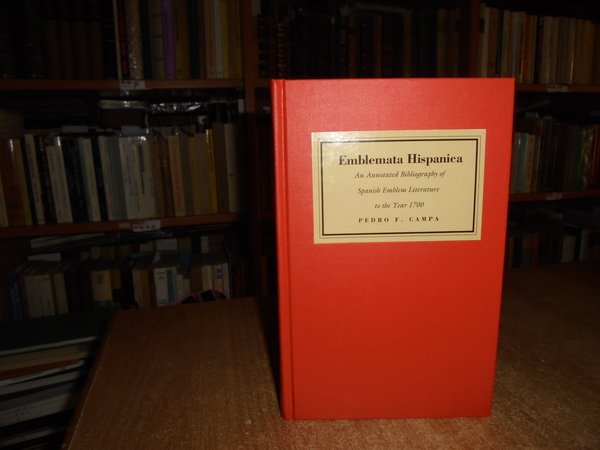 Emblemata Hispanica
An Annotated Bibliography of
Spanish Emblem Literature
to the Year 1700
PEDRO F. CAMPA